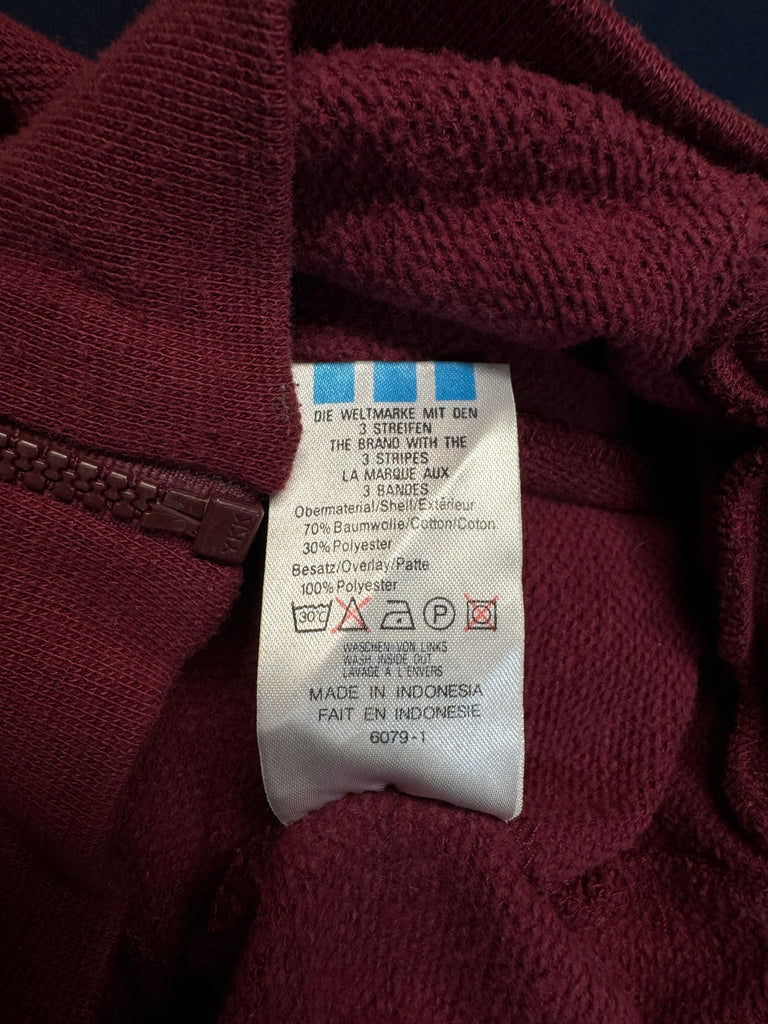 DIE WELTMARKE MIT DEN
3 STREIFEN
THE BRAND WITH THE
3 STRIPES
LA MARQUE AUX
3 BANDES
Obermaterial/Shell/Extérieur
70% Baumwolle/Cotton/Coton
30% Polyester
Besatz/Overlay/Patte
100% Polyester
30°C P
WASCHEN VON LINKS
WASH INSIDE OUT
LAVAGE A L'ENVERS
MADE IN INDONESIA
FAIT EN INDONESIE
6079-1
YKK